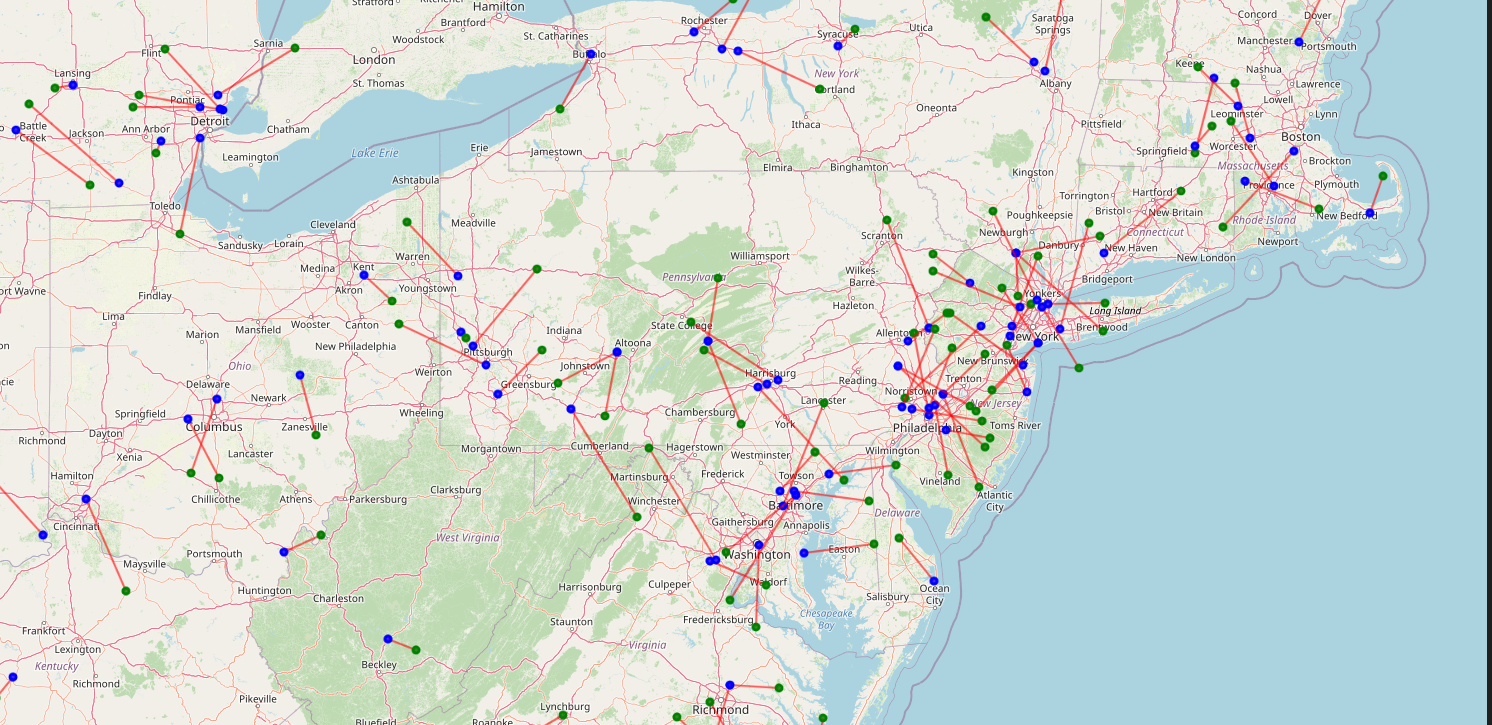 Stratford
Kitchener
Hamilton
Brantford
Woodstock
St. Catharines
Buffalo
Rochester
Syracuse
Utica
Saratoga
Springs
Concord
Dover
Manchester
Portsmouth
Flint
Sarnia
London
St. Thomas
Lansing
Pontiac
Detroit
Chatham
Leamington
Battle
Creek
Jackson
Ann Arbor
Lake Erie
Erie
Jamestown
New York
Cortland
Ithaca
Oneonta
Albany
Keene
Nashua
Lawrence
Lowell
Leominster
Lynn
Boston
Pittsfield
Springfield
Worcester
Massachusetts
Brockton
Elmira
Binghamton
Kingston
Torrington
Hartford
Providence
Plymouth
Toledo
Ashtabula
Cleveland
Meadville
Sandusky
Lorain
Scranton
Poughkeepsie
Newburgh
Bristol
New Britain
Connecticut
Rhode Island
New Bedford
Newport
Danbury
New Haven
New London
Bridgeport
Medina
Kent
Akron
Warren
Youngstown
Williamsport
Pennsylvania
Wilkes-
Barre
Hazleton
ort Wayne
Findlay
Lima
Marion
Mansfield
Wooster
Canton
New Philadelphia
Pittsburgh
Weirton
Indiana
Altoona
Johnstown
Greensburg
State College
Allentown
Yonkers
Long Island
Brentwood
New York
New Brunswick
Ohio
Delaware
Newark
Columbus
Zanesville
Springfield
Dayton
Richmond
Xenia
Lancaster
Wheeling
Harrisburg
Reading
Lancaster
Norristown
Trenton
New Jersey
Toms River
Philadelphia
Chambersburg
York
Hamilton
Cincinnati
Chillicothe
Athens
Parkersburg
Clarksburg
Morgantown
Cumberland
Hagerstown
Martinsburg
Winchester
Frederick
Westminster
Towson
Baltimore
Wilmington
Vineland
Atlantic
City
Delaware
Gaithersburg
Annapolis
Washington
Easton
Waldorf
Portsmouth
Maysville
Huntington
Charleston
West Virginia
Harrisonburg
Culpeper
Staunton
Fredericksburg
Chesapeake
Bay
Salisbury
Ocean
City
Frankfort
Lexington
Kentucky
Richmond
Pikeville
Beckley
Bluefield
Virginia
Lynchburg
Roanoke
Richmond